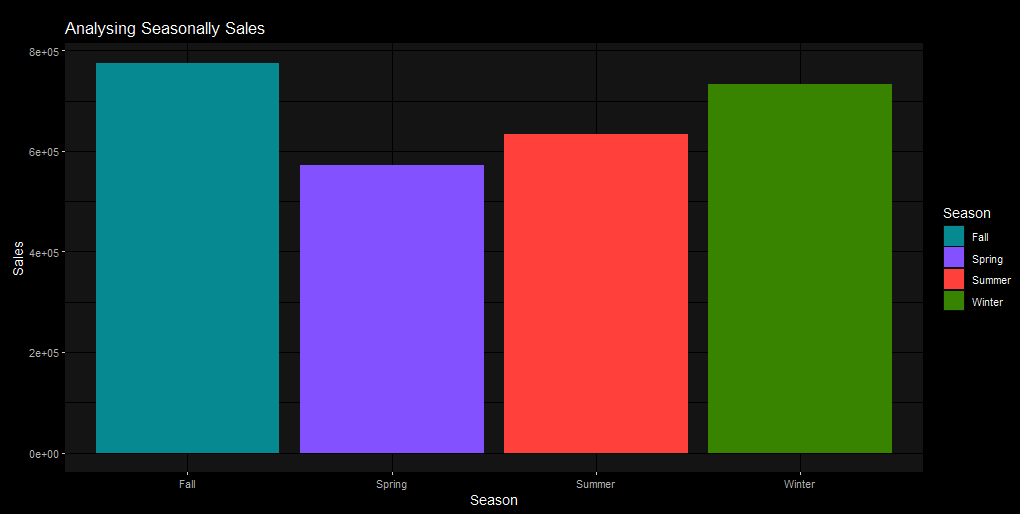 Analysing Seasonally Sales
8e+05
6e+05
4e+05
2e+05
0e+00
Sales
Fall
Spring
Summer
Winter
Season
Season
Fall
Spring
Summer
Winter